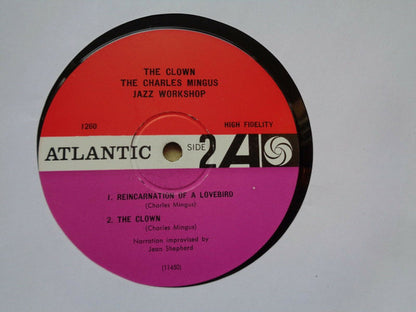 THE CLOWN
THE CHARLES MINGUS
JAZZ WORKSHOP
1260 HIGH FIDELITY
ATLANTIC SIDE 2 A
1. REINCARNATION OF A LOVEBIRD
(Charles Mingus)
2. THE CLOWN
(Charles Mingus)
Narration improvised by
Jean Shepherd
(11450)